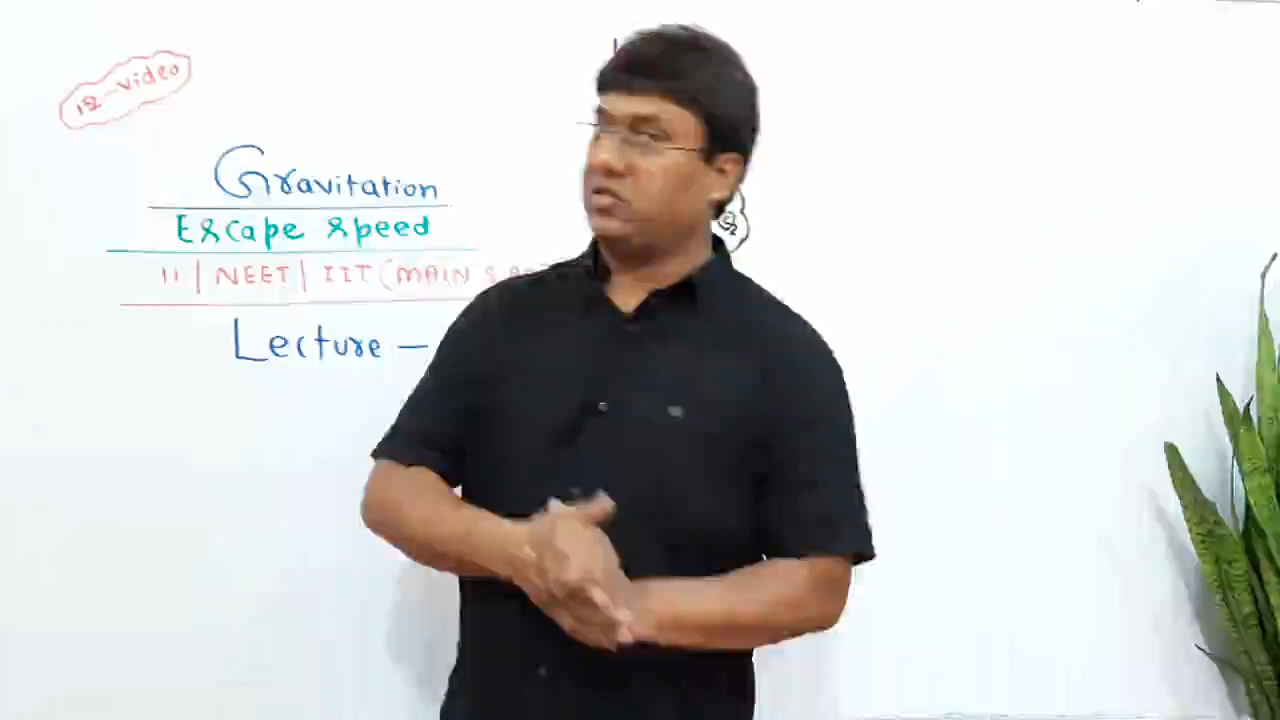 12-video
Gravitation
Escape speed
11 | NEET | IIT (MAIN &
Lecture –